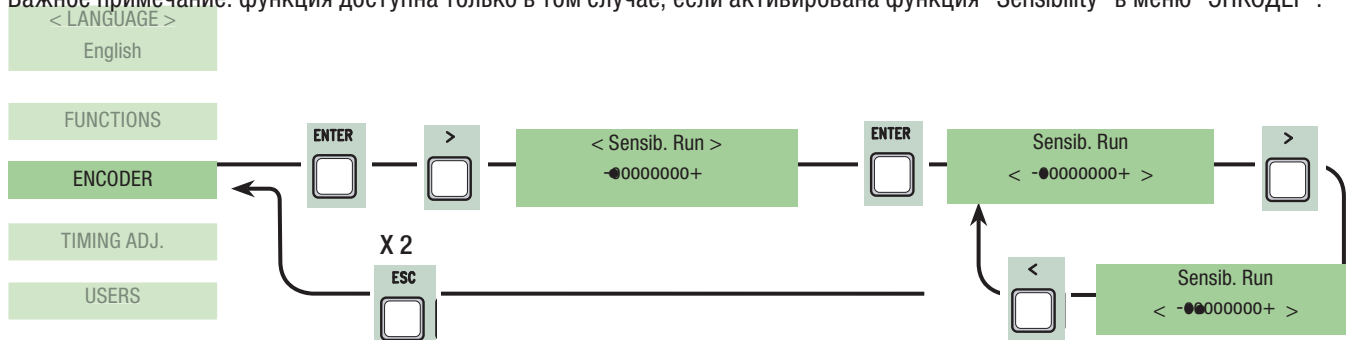 Важное примечание: функция доступна только в том случае, если активирована функция "Sensibility" в меню "ЭНКОДЕР".
< LANGUAGE >
English
FUNCTIONS
ENCODER
TIMING ADJ.
USERS
ENTER
>
< Sensib. Run >
-●0000000+
ENTER
Sensib. Run
< -●0000000+ >
>
X 2
ESC
<
Sensib. Run
< -●●000000+ >